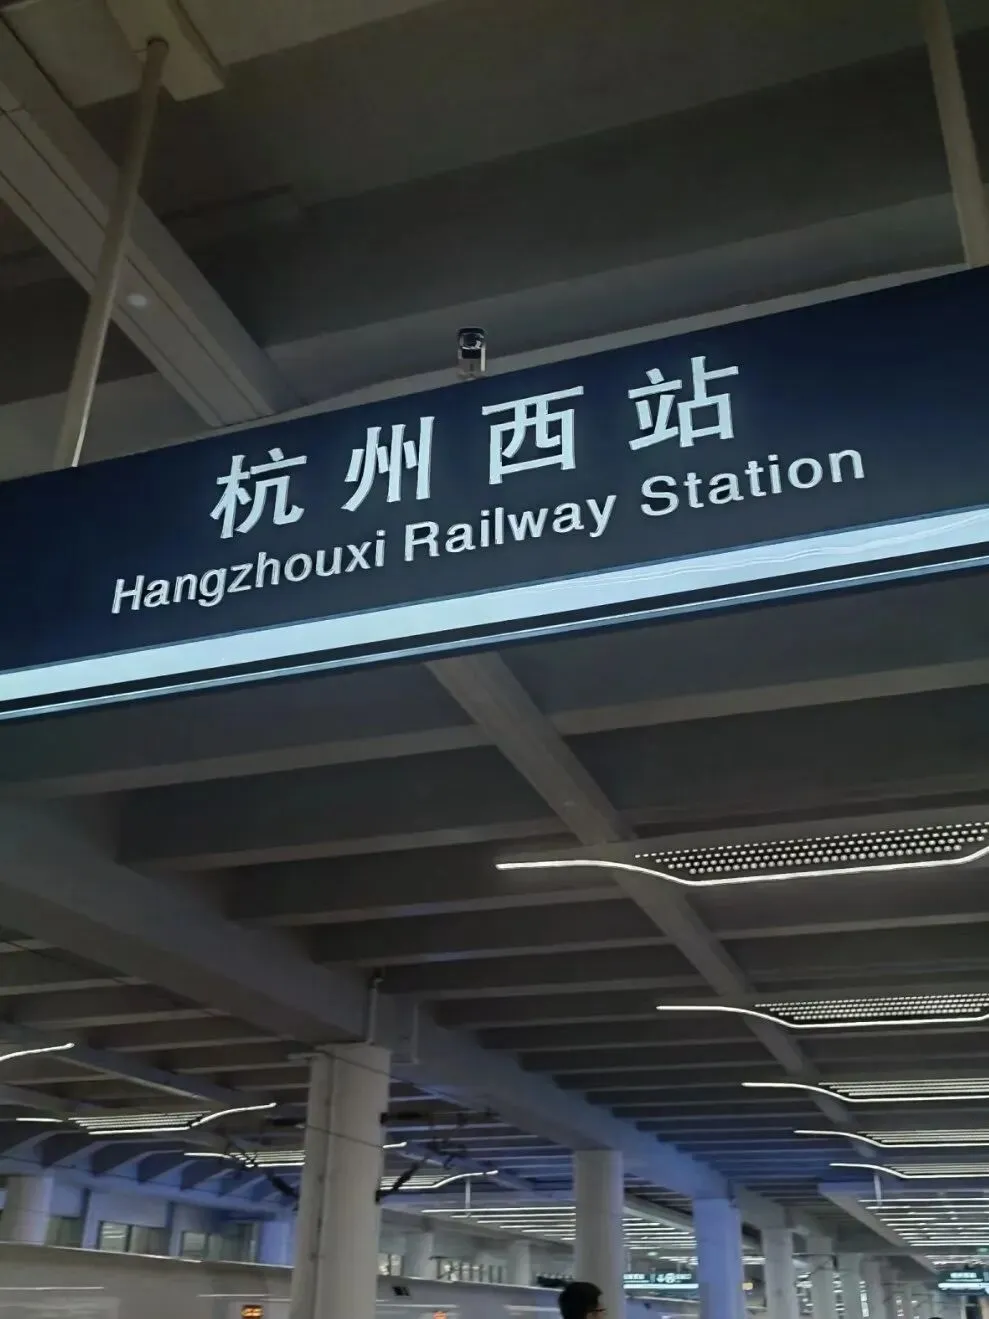 杭州西站
Hangzhouxi Railway Station